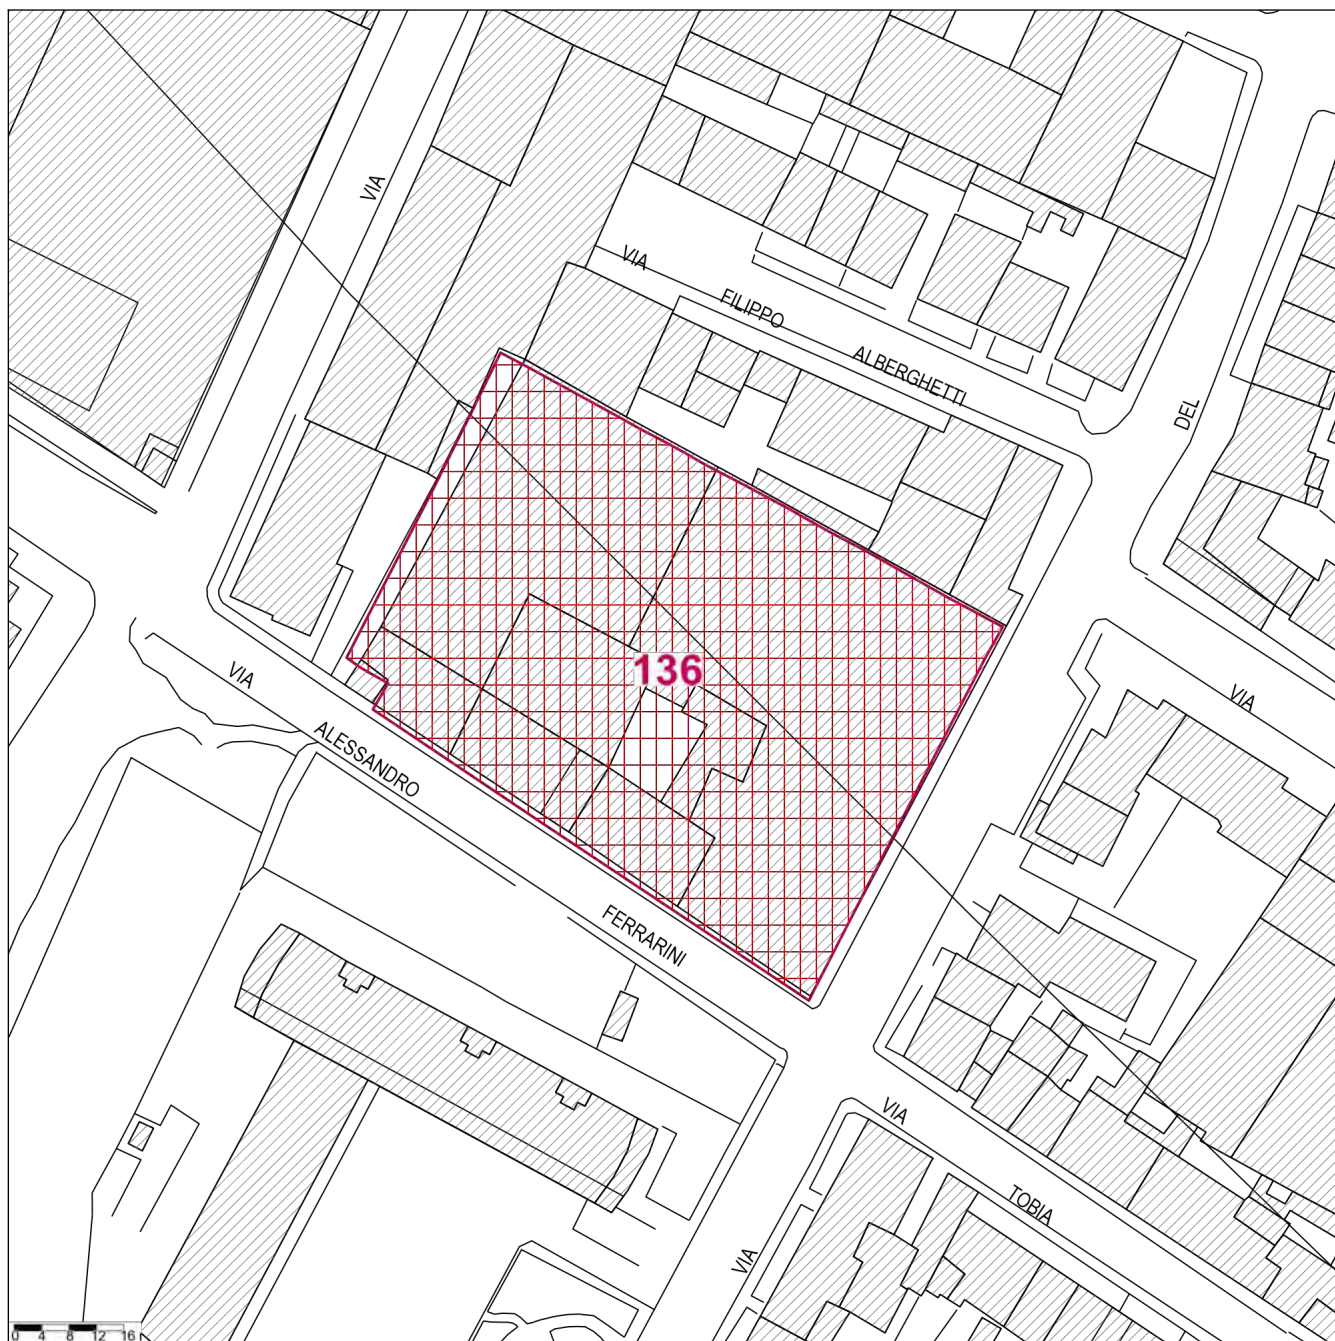 VIA
VIA
FILIPPO
ALBERGHETTI
DEL
136
VIA
ALESSANDRO
FERRARINI
VIA
VIA
TOBIA
VIA
0 4 8 12 16